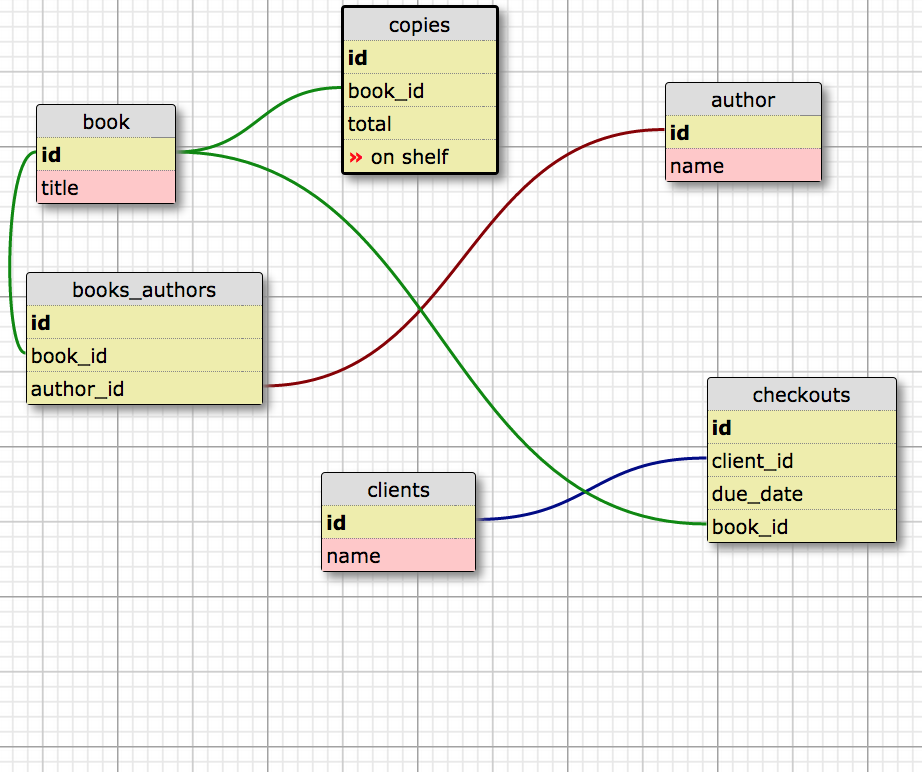 copies
id
book_id
total
» on shelf
book
id
title
author
id
name
books_authors
id
book_id
author_id
checkouts
id
client_id
due_date
book_id
clients
id
name